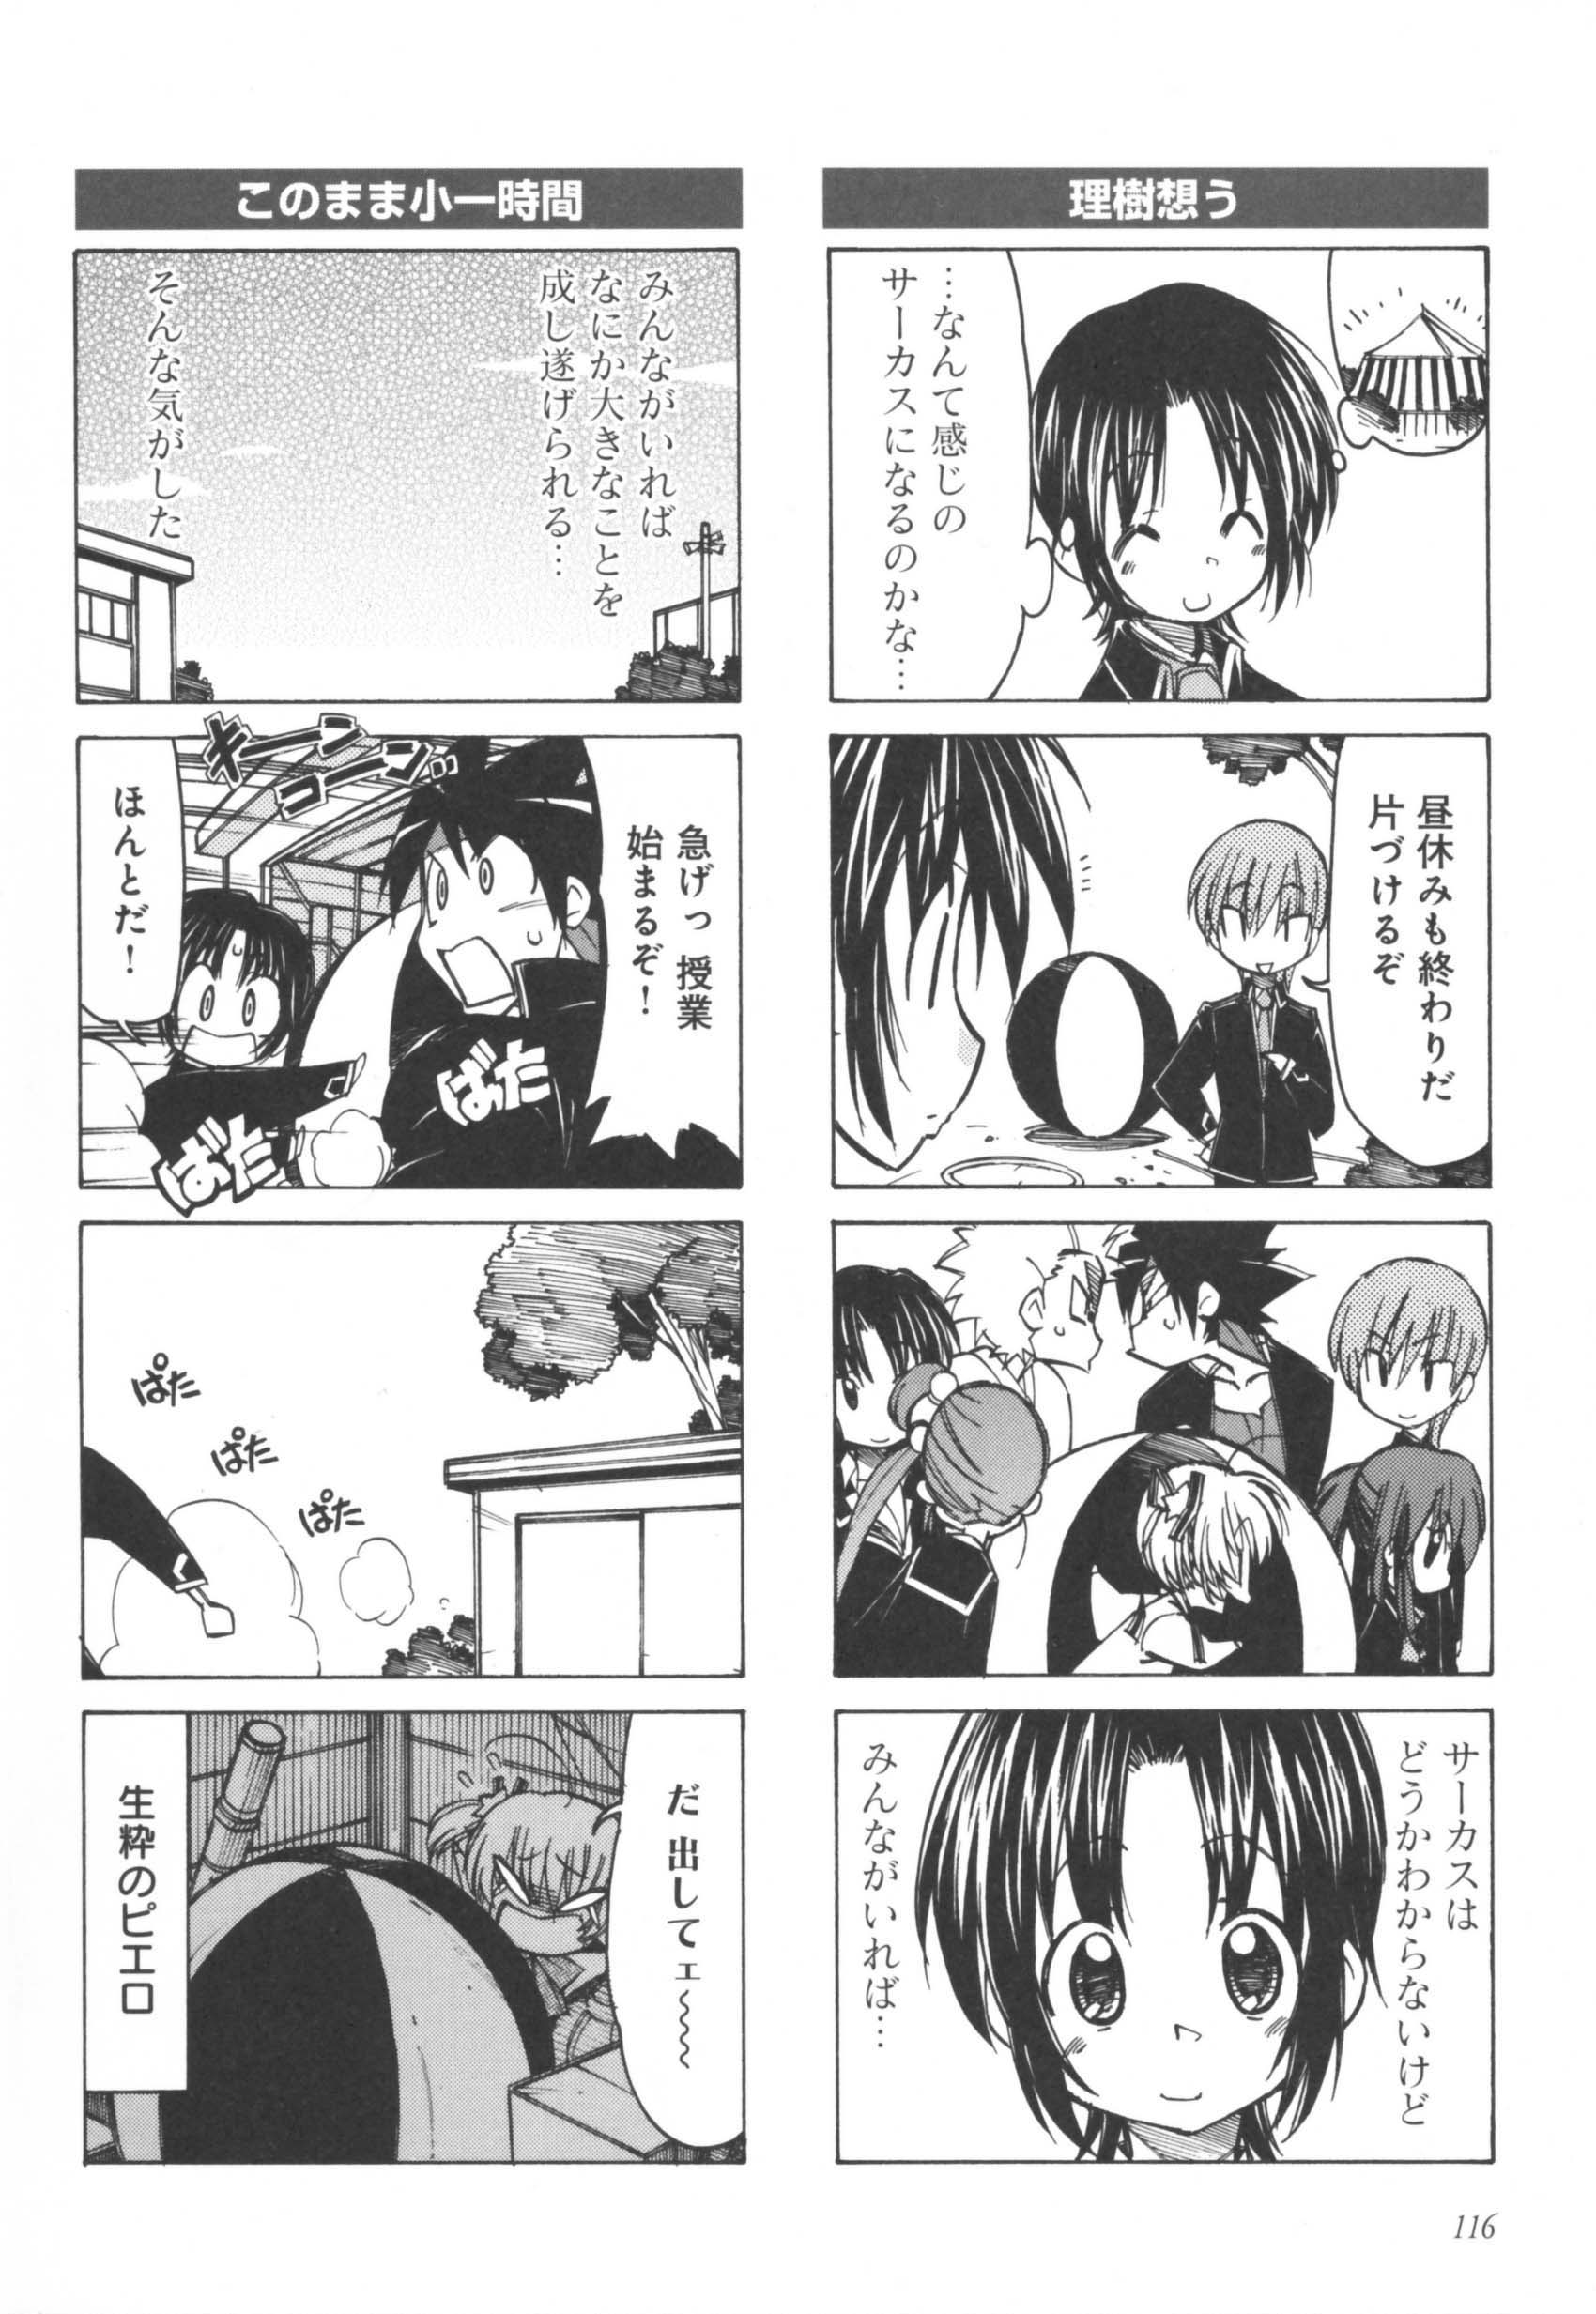 理樹想う
…なんて感じの
サーカスになるのかな…
昼休みも終わりだ
片づけるぞ
サーカスは
どうかわからないけど
みんながいれば…
このまま小一時間
みんながいれば
なにか大きなことを
成し遂げられる…
そんな気がした
キーンコーン
急げっ 授業
始まるぞ！
ほんとだ！
ばた
ばた
ぱた
ぱた
ぱた
だ 出してェ〜〜〜
生粋のピエロ
116